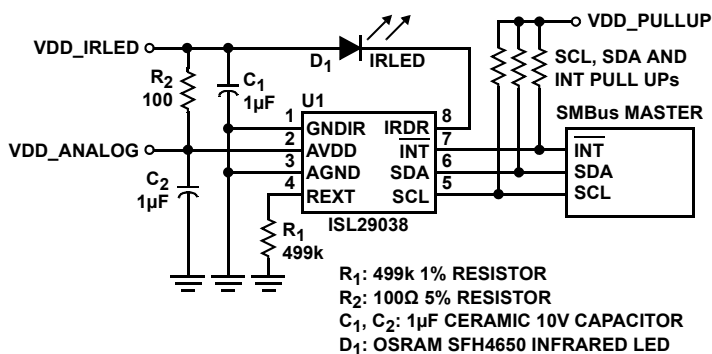 VDD_PULLUP
VDD_IRLED
D1
IRLED
SCL, SDA AND
INT PULL UPs
R2
100
C1
1µF
U1
SMBus MASTER
1
GNDIR
IRDR
8
VDD_ANALOG
2
AVDD
INT
7
INT
3
AGND
SDA
6
SDA
4
REXT
SCL
5
SCL
C2
1µF
ISL29038
R1
499k
R1: 499k 1% RESISTOR
R2: 100Ω 5% RESISTOR
C1, C2: 1µF CERAMIC 10V CAPACITOR
D1: OSRAM SFH4650 INFRARED LED